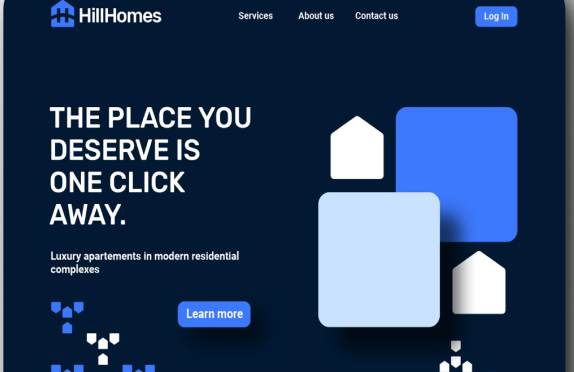 HillHomes
Services
About us
Contact us
Log In
THE PLACE YOU
DESERVE IS
ONE CLICK
AWAY.
Luxury apartements in modern residential
complexes
Learn more